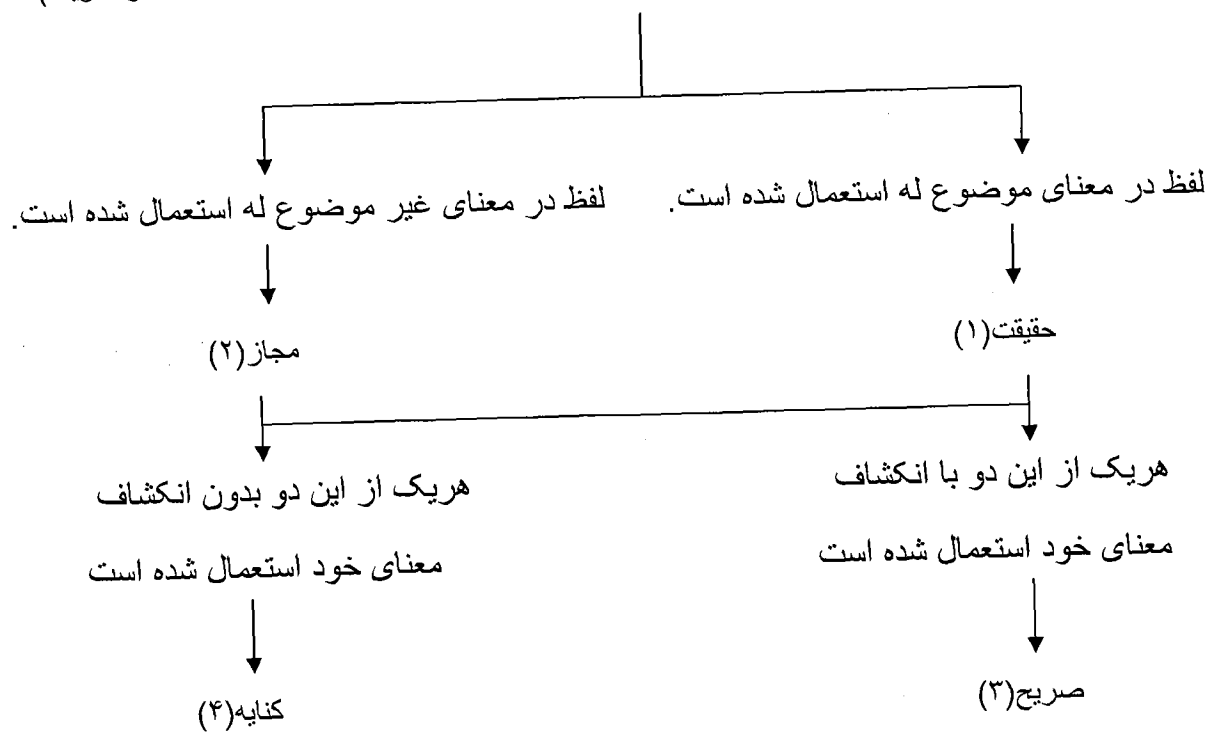 لفظ در معنای موضوع له استعمال شده است.
لفظ در معنای غیر موضوع له استعمال شده است.
حقیقت(۱)
مجاز(۲)
هریک از این دو با انکشاف
معنای خود استعمال شده است
هریک از این دو بدون انکشاف
معنای خود استعمال شده است
صریح(۳)
کنایه(۴)